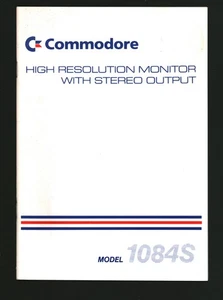 Commodore
HIGH RESOLUTION MONITOR
WITH STEREO OUTPUT
MODEL 1084S